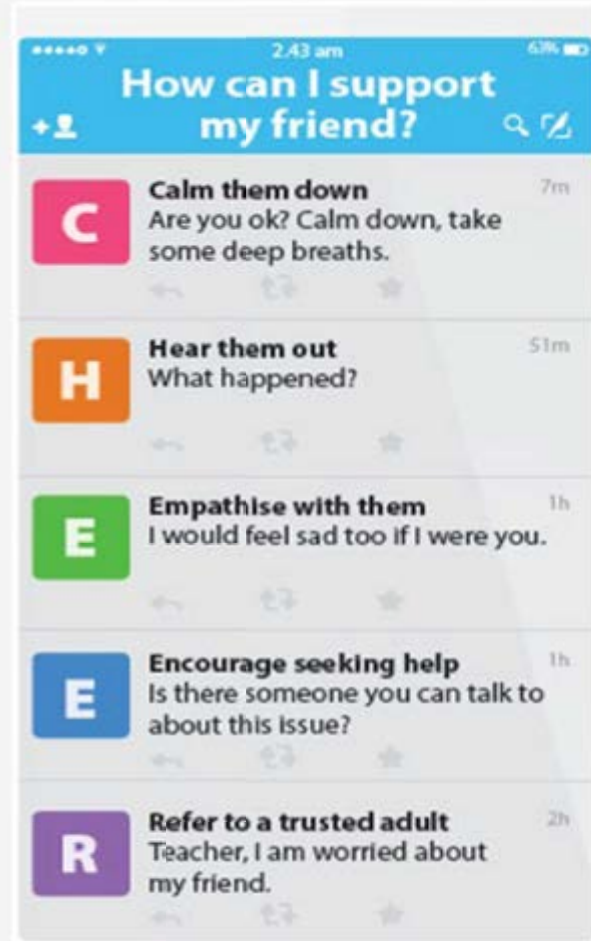 2.43 am
63%
How can I support
my friend?
C
Calm them down
7m
Are you ok? Calm down, take
some deep breaths.
H
Hear them out
51m
What happened?
E
Empathise with them
1h
I would feel sad too if I were you.
E
Encourage seeking help
1h
Is there someone you can talk to
about this issue?
R
Refer to a trusted adult
2h
Teacher, I am worried about
my friend.